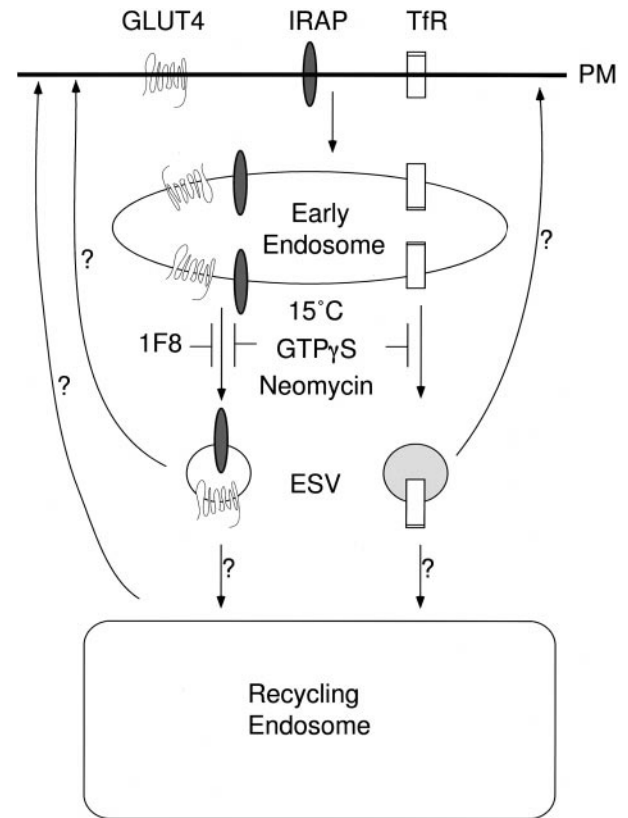 GLUT4 IRAP TfR
PM
Early
Endosome
?
?
15°C
1F8 GTPγS
Neomycin
?
ESV
? ?
Recycling
Endosome